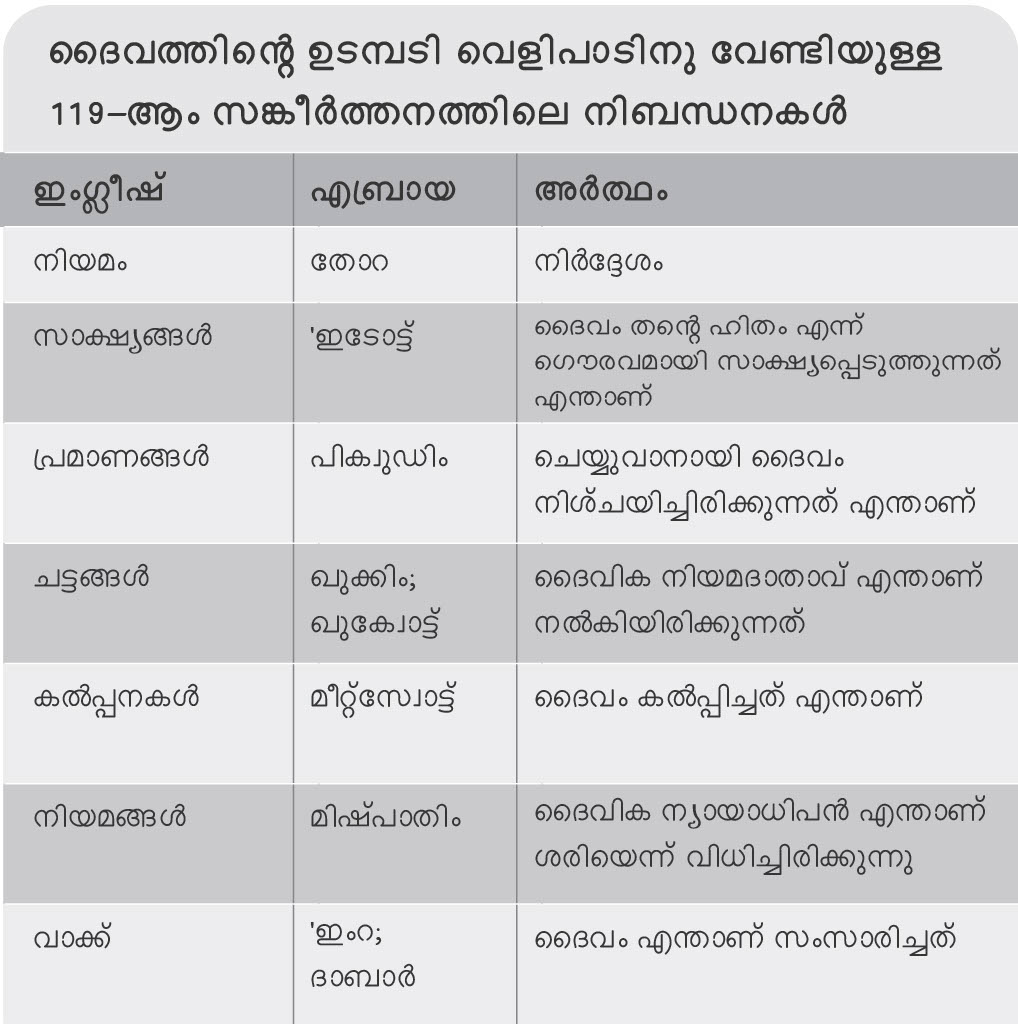 ദൈവത്തിന്റെ ഉടമ്പടി വെളിപാടിനു വേണ്ടിയുള്ള
119–ആം സങ്കീർത്തനത്തിലെ നിബന്ധനകൾ
ഇംഗ്ലീഷ് എബ്രായ അർത്ഥം
നിയമം തോറ നിർദ്ദേശം
സാക്ഷ്യങ്ങൾ 'ഇടോട്ട് ദൈവം തന്റെ ഹിതം എന്ന്
ഗൌരവമായി സാക്ഷ്യപ്പെടുത്തുന്നത്
എന്താണ്
പ്രമാണങ്ങൾ പിക്വുഡിം ചെയ്യുവാനായി ദൈവം
നിശ്ചയിച്ചിരിക്കുന്നത് എന്താണ്
ചട്ടങ്ങൾ ഖുക്കിം; ദൈവിക നിയമദാതാവ് എന്താണ്
ഖുക്വോട്ട് നൽകിയിരിക്കുന്നത്
കൽപ്പനകൾ മീറ്റ്സ്വോട്ട് ദൈവം കൽപ്പിച്ചത് എന്താണ്
നിയമങ്ങൾ മിഷ്പാതിം ദൈവിക ന്യായാധിപൻ എന്താണ്
ശരിയെന്ന് വിധിച്ചിരിക്കുന്നു
വാക്ക് 'ഇംറ; ദൈവം എന്താണ് സംസാരിച്ചത്
ദാബാർ